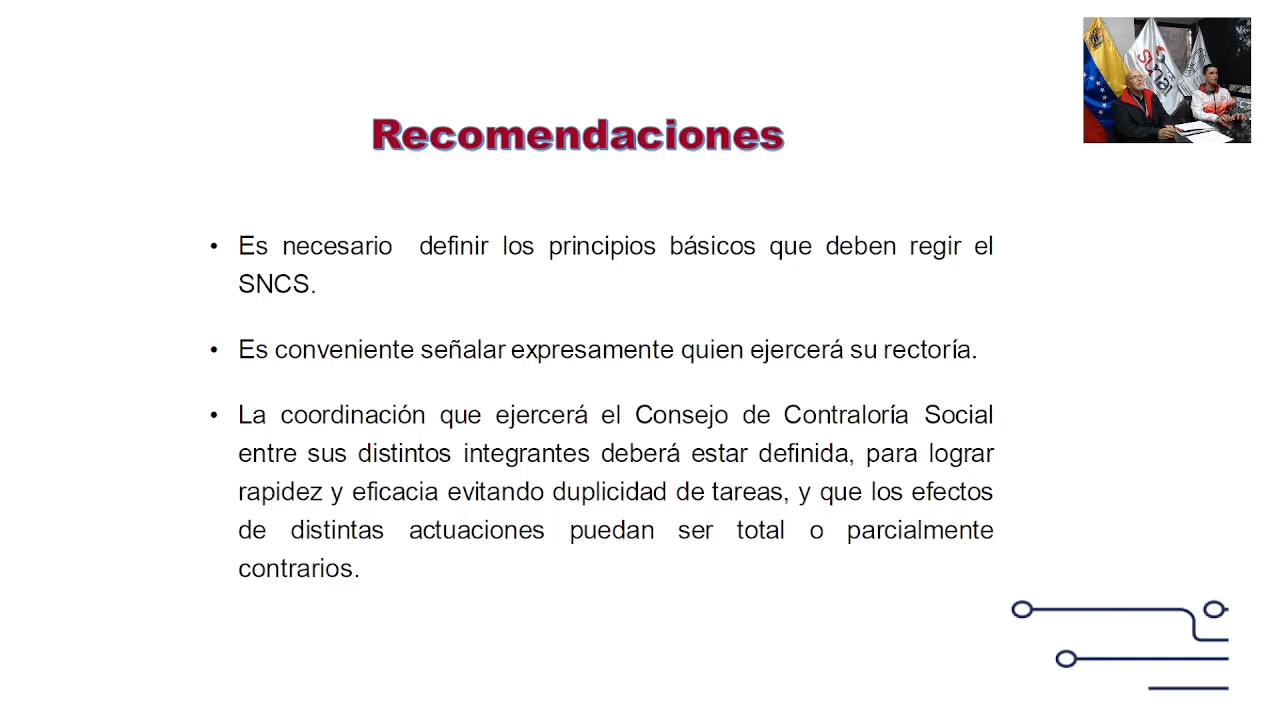 Recomendaciones
• Es necesario definir los principios básicos que deben regir el
SNCS.
• Es conveniente señalar expresamente quien ejercerá su rectoría.
• La coordinación que ejercerá el Consejo de Contraloría Social
entre sus distintos integrantes deberá estar definida, para lograr
rapidez y eficacia evitando duplicidad de tareas, y que los efectos
de distintas actuaciones puedan ser total o parcialmente
contrarios.